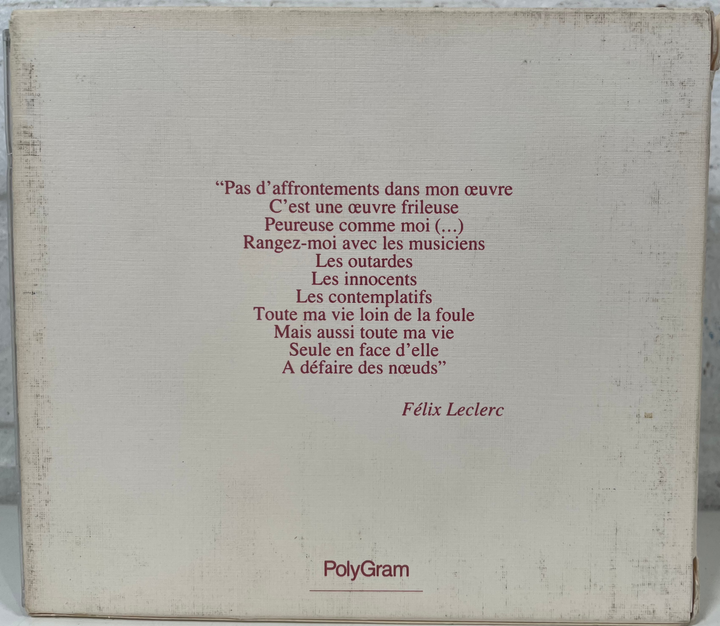 “Pas d’affrontements dans mon œuvre
C’est une œuvre frileuse
Peureuse comme moi (...)
Rangez-moi avec les musiciens
Les outardes
Les innocents
Les contemplatifs
Toute ma vie loin de la foule
Mais aussi toute ma vie
Seule en face d’elle
A défaire des nœuds”
Félix Leclerc
PolyGram